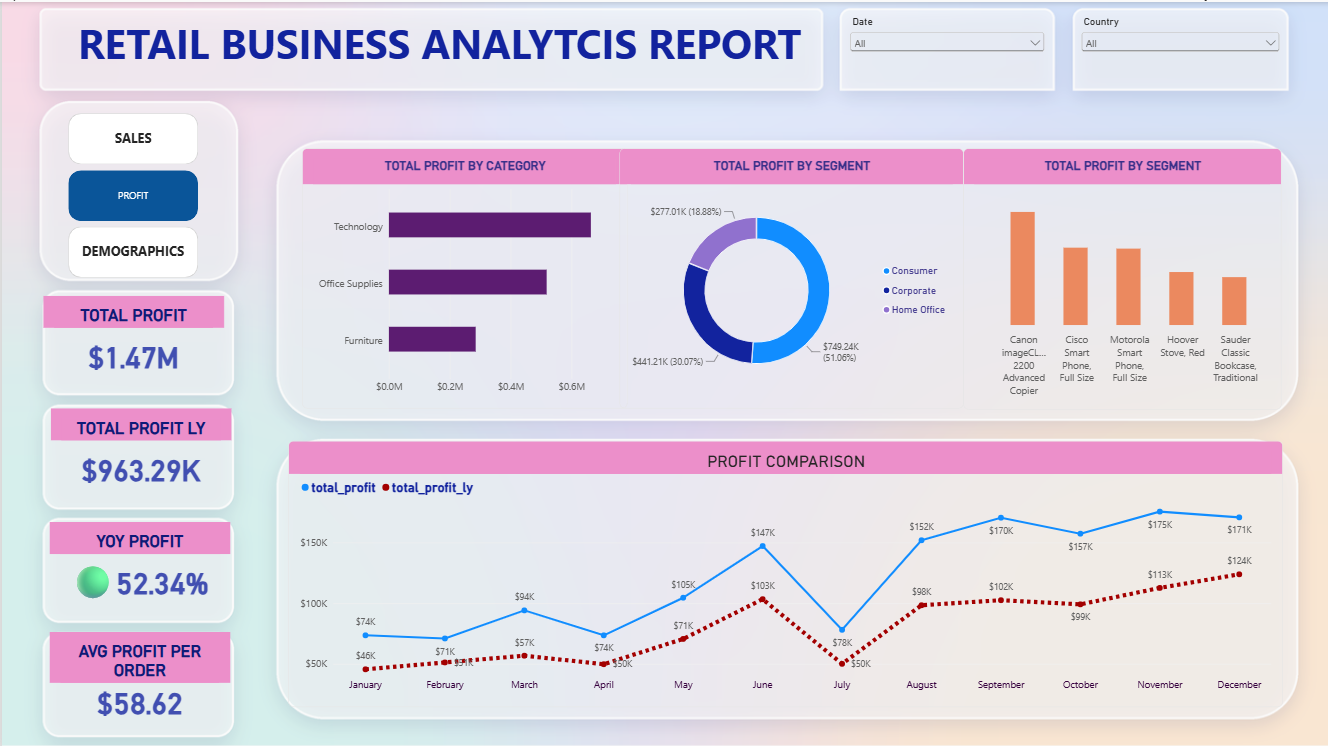 RETAIL BUSINESS ANALYTCIS REPORT
Date
All
Country
All
SALES
PROFIT
DEMOGRAPHICS
TOTAL PROFIT
$1.47M
TOTAL PROFIT LY
$963.29K
YOY PROFIT
52.34%
AVG PROFIT PER
ORDER
$58.62
TOTAL PROFIT BY CATEGORY
Technology
Office Supplies
Furniture
$0.0M
$0.2M
$0.4M
$0.6M
TOTAL PROFIT BY SEGMENT
$277.01K (18.88%)
$441.21K (30.07%)
$749.24K
(51.06%)
Consumer
Corporate
Home Office
TOTAL PROFIT BY SEGMENT
Canon
imageCL...
2200
Advanced
Copier
Cisco
Smart
Phone,
Full Size
Motorola
Smart
Phone,
Full Size
Hoover
Stove, Red
Sauder
Classic
Bookcase,
Traditional
PROFIT COMPARISON
total_profit
total_profit_ly
$150K
$100K
$50K
$74K
$71K
$94K
$74K
$105K
$147K
$78K
$152K
$170K
$157K
$175K
$171K
$46K
$51K
$57K
$50K
$71K
$103K
$50K
$98K
$102K
$99K
$113K
$124K
January
February
March
April
May
June
July
August
September
October
November
December